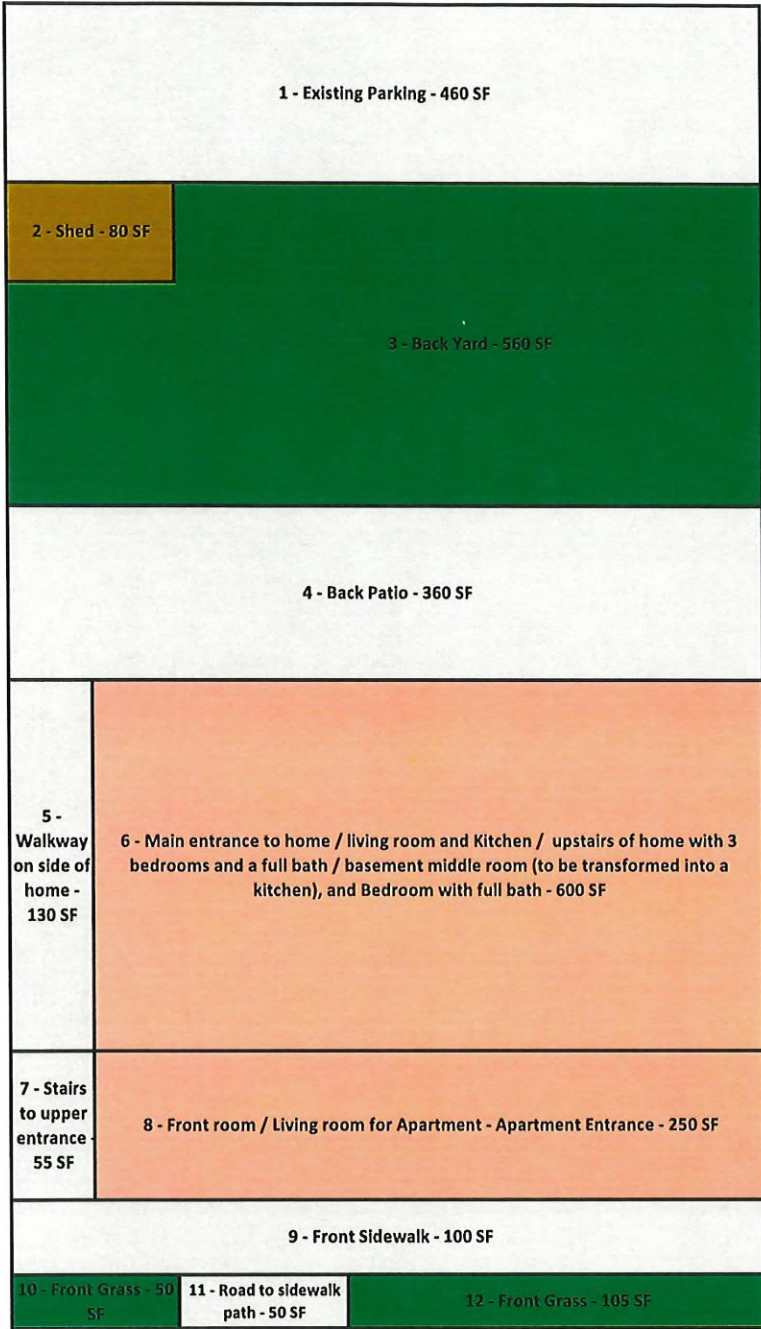 1 - Existing Parking - 460 SF
2 - Shed - 80 SF
3 - Back Yard - 560 SF
4 - Back Patio - 360 SF
5 -
Walkway
on side of
home -
130 SF
6 - Main entrance to home / living room and Kitchen / upstairs of home with 3
bedrooms and a full bath / basement middle room (to be transformed into a
kitchen), and Bedroom with full bath - 600 SF
7 - Stairs
to upper
entrance -
55 SF
8 - Front room / Living room for Apartment - Apartment Entrance - 250 SF
9 - Front Sidewalk - 100 SF
10 - Front Grass - 50
SF
11 - Road to sidewalk
path - 50 SF
12 - Front Grass - 105 SF